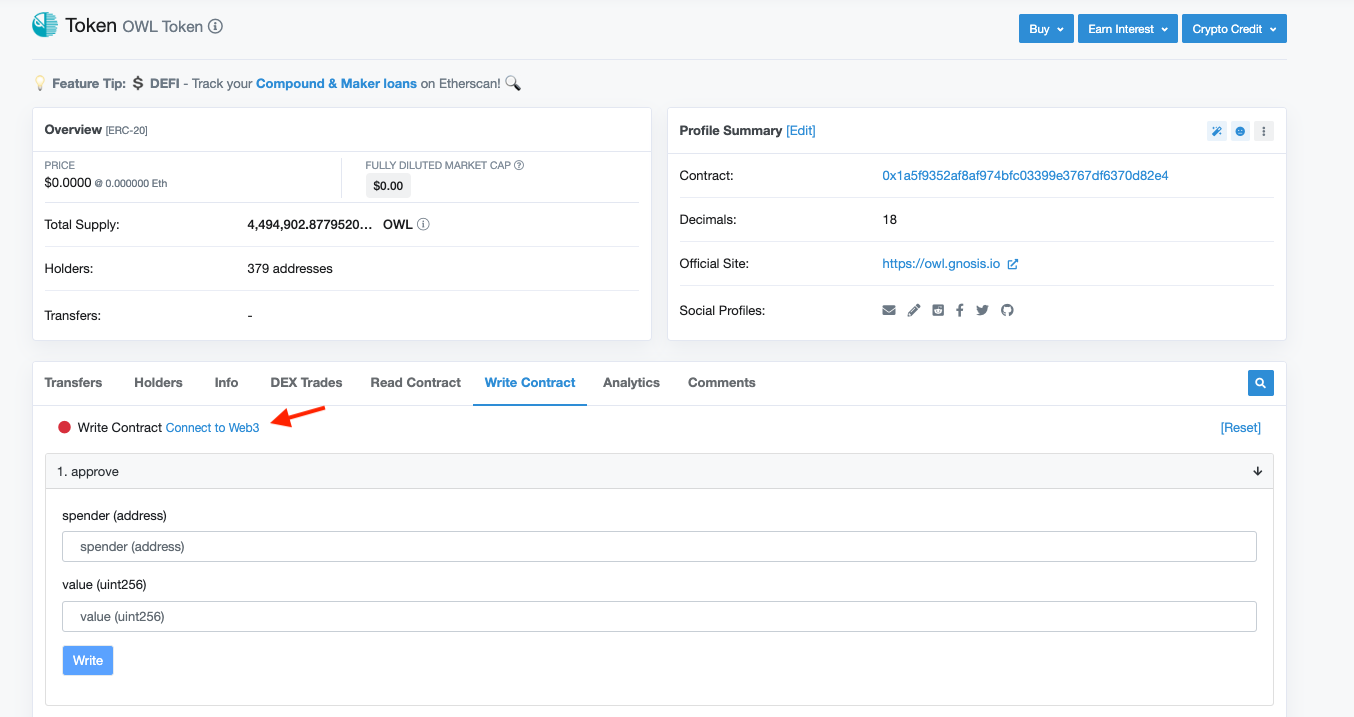 Token OWL Token
Buy
Earn Interest
Crypto Credit
Feature Tip: $ DEFI - Track your Compound & Maker loans on Etherscan!
Overview [ERC-20]
PRICE
$0.0000 @ 0.000000 Eth
FULLY DILUTED MARKET CAP
$0.00
Total Supply: 4,494,902.8779520... OWL
Holders: 379 addresses
Transfers: -
Profile Summary [Edit]
Contract: 0x1a5f9352af8af974bfc03399e3767df6370d82e4
Decimals: 18
Official Site: https://owl.gnosis.io
Social Profiles:
Transfers Holders Info DEX Trades Read Contract Write Contract Analytics Comments
Write Contract Connect to Web3 [Reset]
1. approve
spender (address)
spender (address)
value (uint256)
value (uint256)
Write